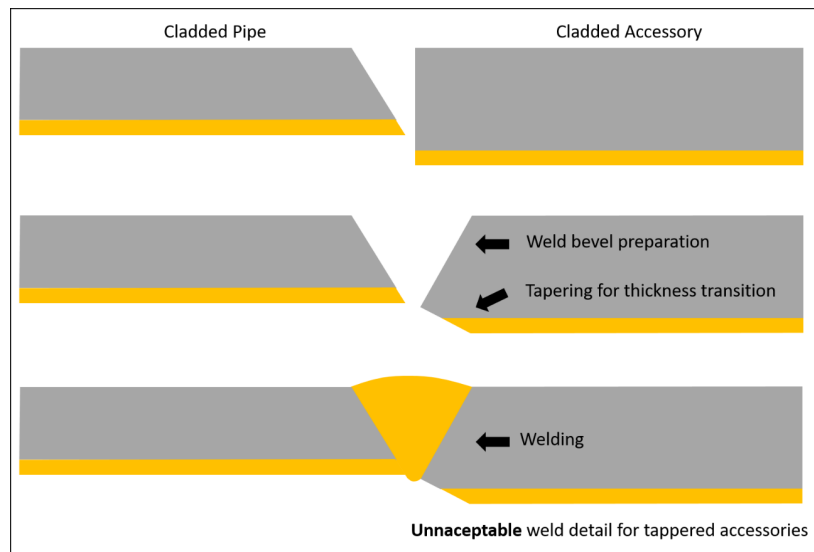 Cladded Pipe
Cladded Accessory
Weld bevel preparation
Tapering for thickness transition
Welding
Unnaceptable weld detail for tappered accessories